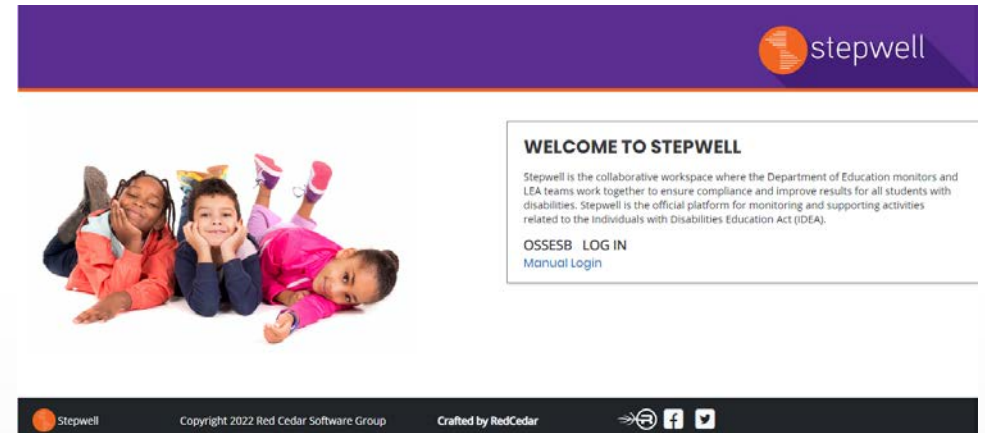 stepwell
WELCOME TO STEPWELL
Stepwell is the collaborative workspace where the Department of Education monitors and
LEA teams work together to ensure compliance and improve results for all students with
disabilities. Stepwell is the official platform for monitoring and supporting activities
related to the Individuals with Disabilities Education Act (IDEA).
OSSESB LOG IN
Manual Login
Stepwell Copyright 2022 Red Cedar Software Group Crafted by RedCedar